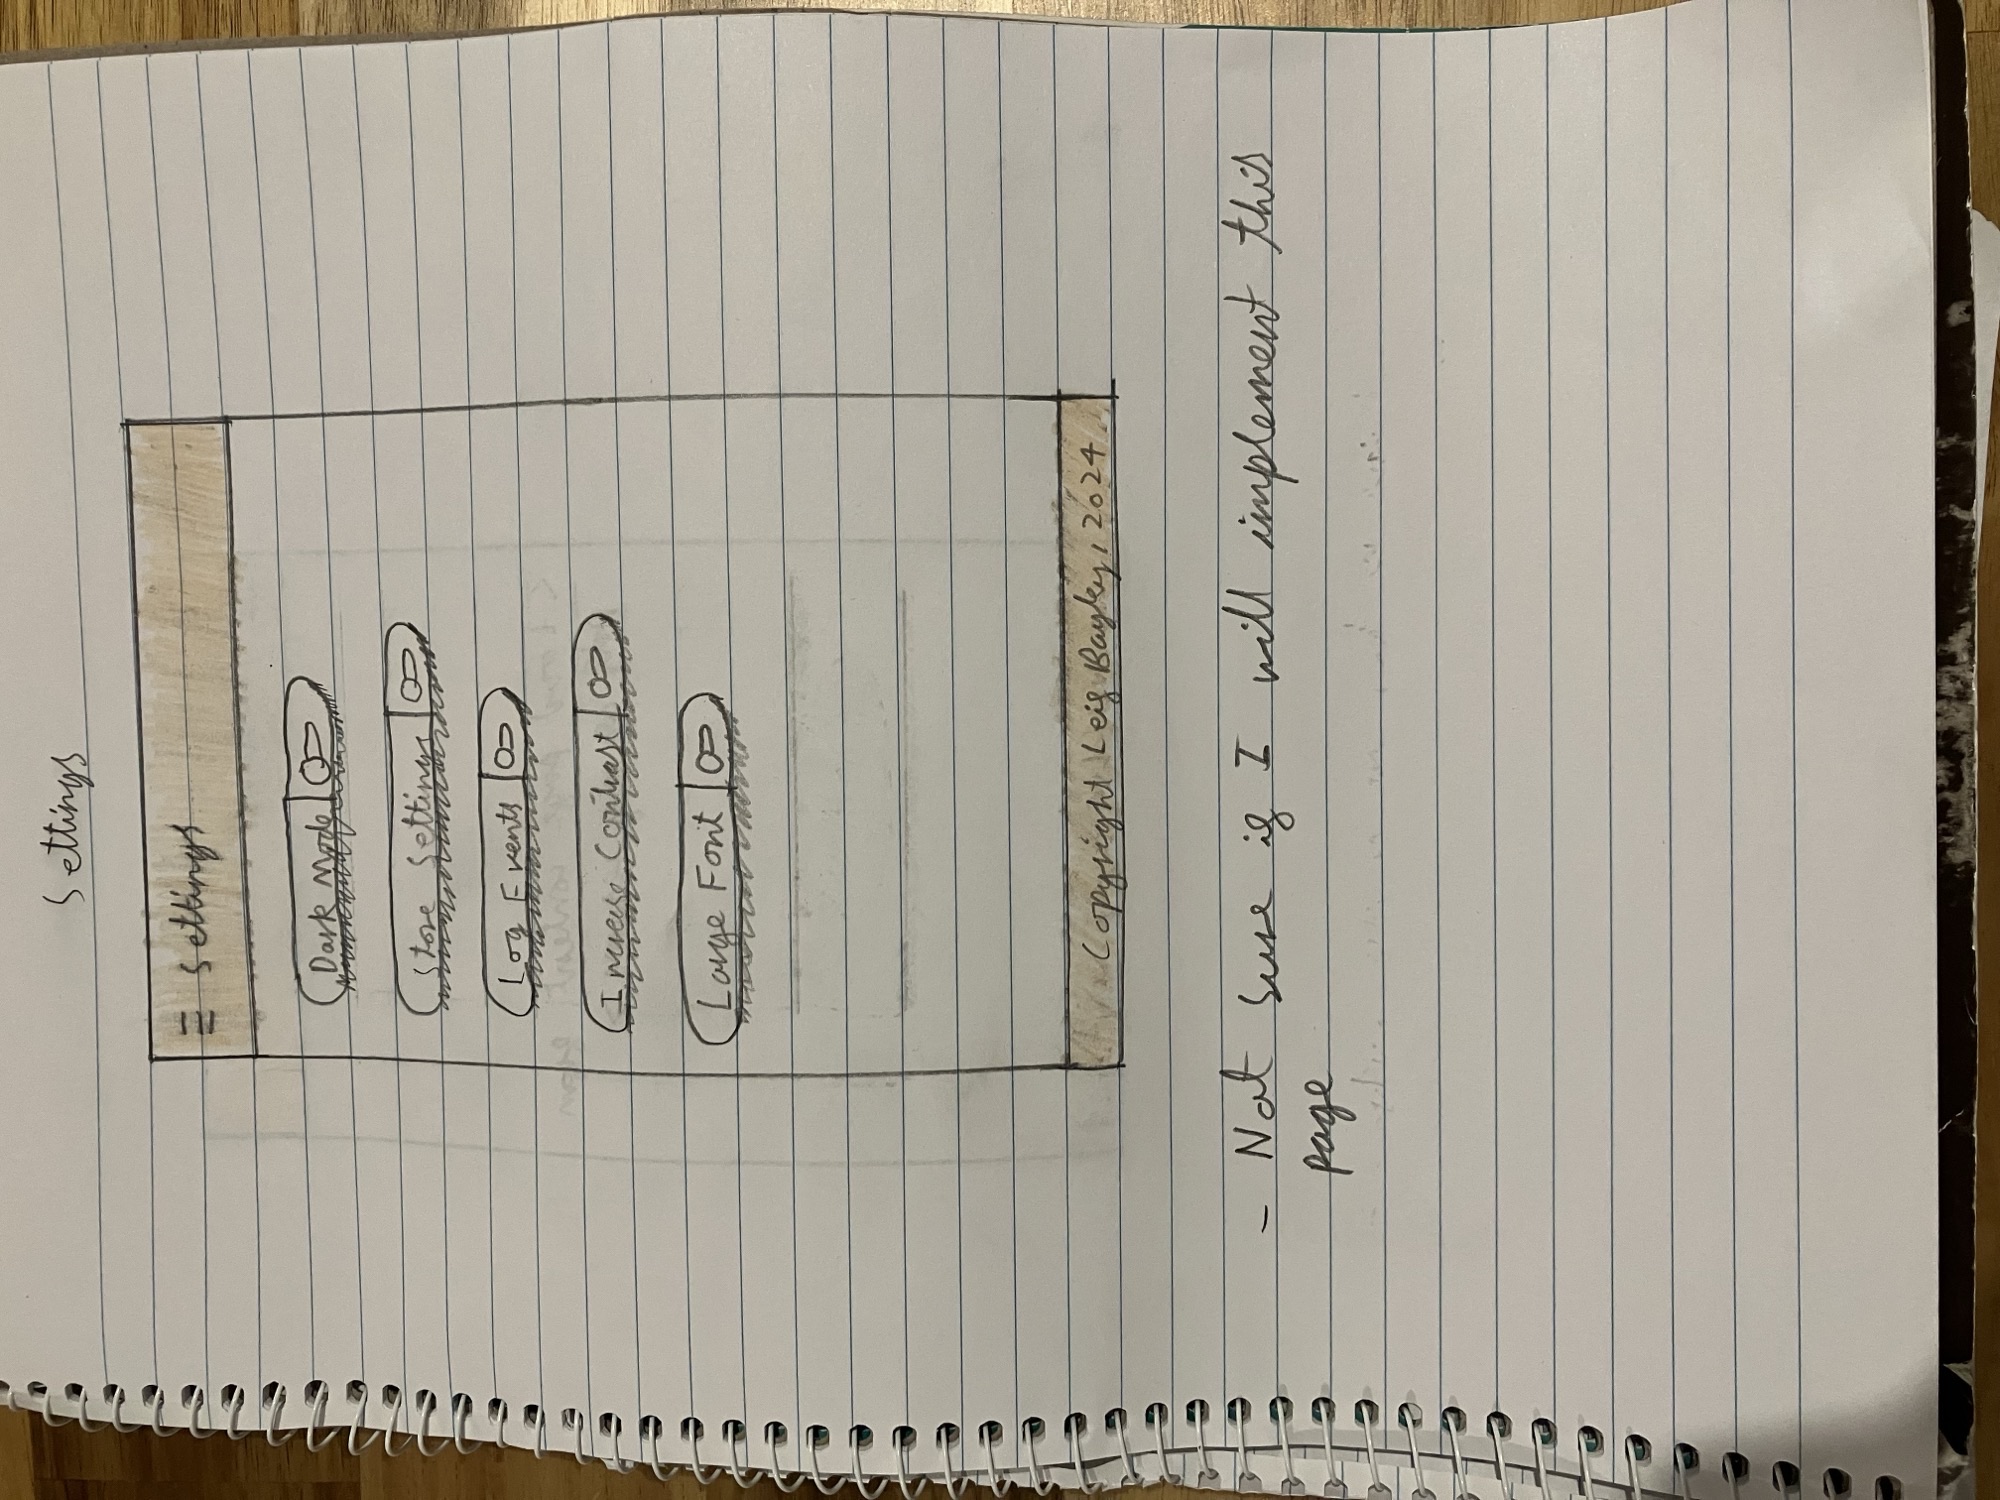 Settings
Settings
Dark Mode
Store Settings
Log Events
Increase Contrast
Large Font
Copyright Leif Bayley, 2024
- Not sure if I will implement this
page